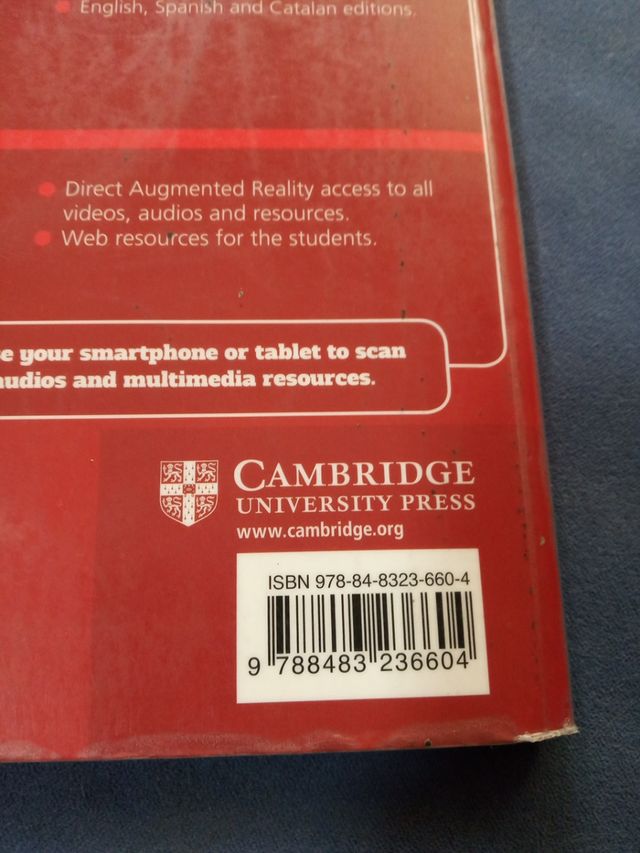 English, Spanish and Catalan editions.
Direct Augmented Reality access to all
videos, audios and resources.
Web resources for the students.
your smartphone or tablet to scan
audios and multimedia resources.
CAMBRIDGE
UNIVERSITY PRESS
www.cambridge.org
ISBN 978-84-8323-660-4
9 788483 236604